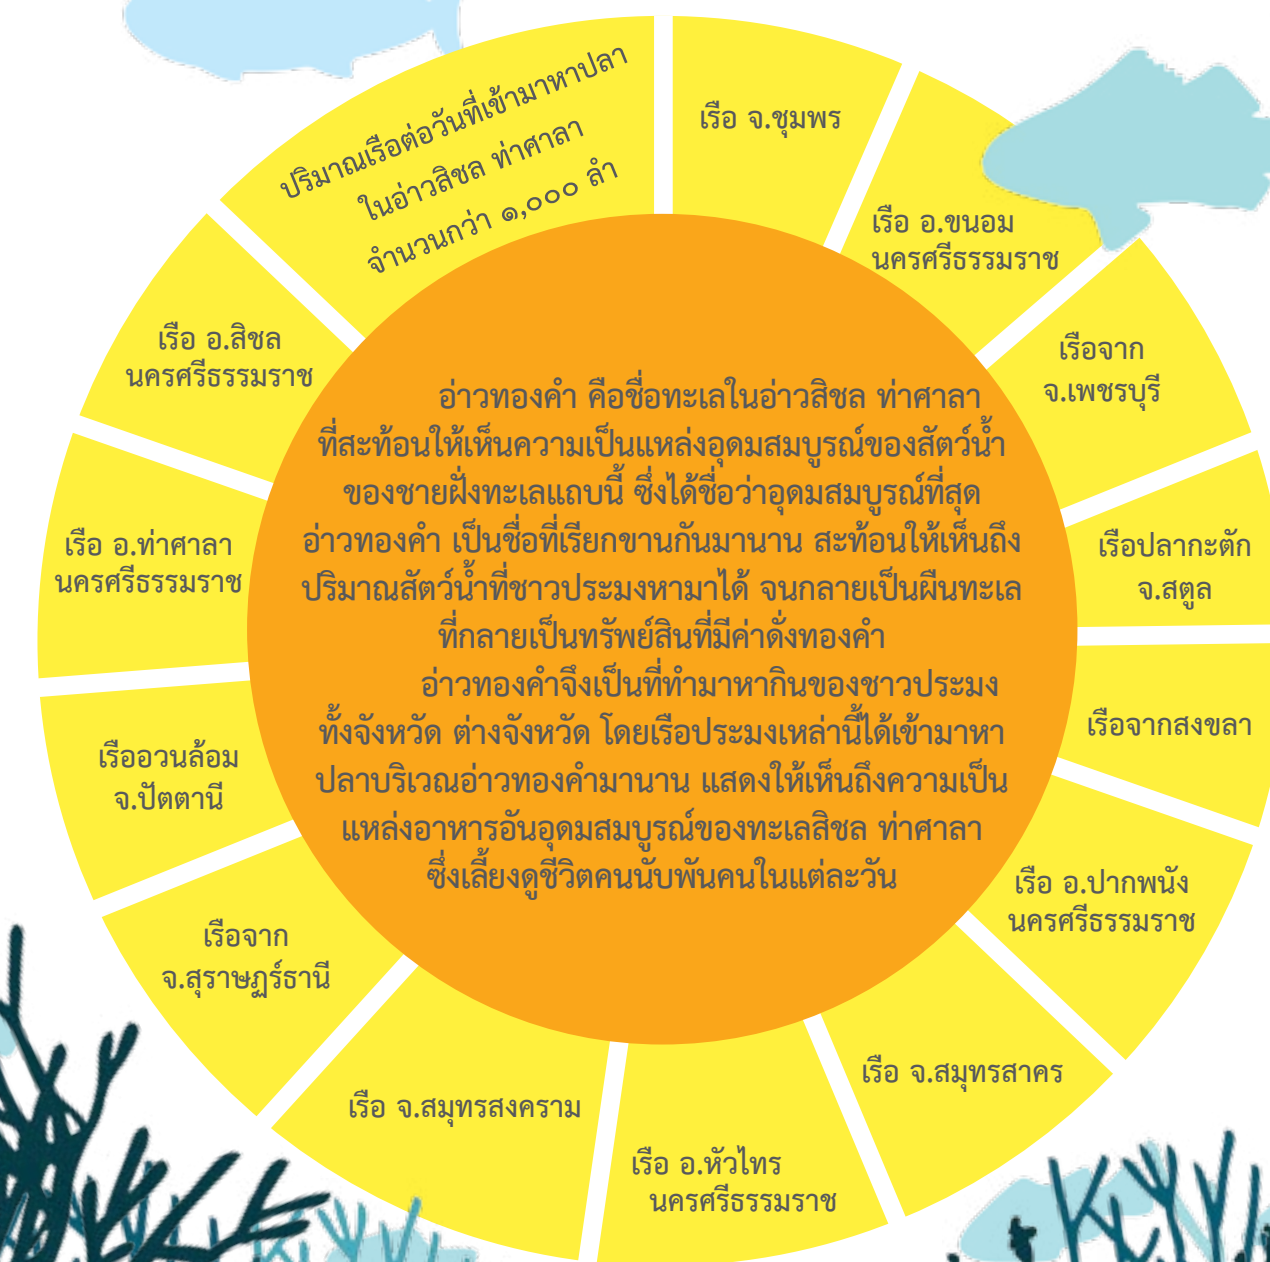 ปริมาณเรือต่อวันที่เข้ามาหาปลา
ในอ่าวสิชล ท่าศาลา
จำนวนกว่า ๑,๐๐๐ ลำ
เรือ จ.ชุมพร
เรือ อ.ขนอม
นครศรีธรรมราช
เรือจาก
จ.เพชรบุรี
เรือปลากะตัก
จ.สตูล
เรือจากสงขลา
เรือ อ.ปากพนัง
นครศรีธรรมราช
เรือ จ.สมุทรสาคร
เรือ อ.หัวไทร
นครศรีธรรมราช
เรือ จ.สมุทรสงคราม
เรือจาก
จ.สุราษฏร์ธานี
เรืออวนล้อม
จ.ปัตตานี
เรือ อ.ท่าศาลา
นครศรีธรรมราช
เรือ อ.สิชล
นครศรีธรรมราช
อ่าวทองคำ คือชื่อทะเลในอ่าวสิชล ท่าศาลา
ที่สะท้อนให้เห็นความเป็นแหล่งอุดมสมบูรณ์ของสัตว์น้ำ
ของชายฝั่งทะเลแถบนี้ ซึ่งได้ชื่อว่าอุดมสมบูรณ์ที่สุด
อ่าวทองคำ เป็นชื่อที่เรียกขานกันมานาน สะท้อนให้เห็นถึง
ปริมาณสัตว์น้ำที่ชาวประมงหามาได้ จนกลายเป็นผืนทะเล
ที่กลายเป็นทรัพย์สินที่มีค่าดั่งทองคำ
อ่าวทองคำจึงเป็นที่ทำมาหากินของชาวประมง
ทั้งจังหวัด ต่างจังหวัด โดยเรือประมงเหล่านี้ได้เข้ามาหา
ปลาบริเวณอ่าวทองคำมานาน แสดงให้เห็นถึงความเป็น
แหล่งอาหารอันอุดมสมบูรณ์ของทะเลสิชล ท่าศาลา
ซึ่งเลี้ยงดูชีวิตคนนับพันคนในแต่ละวัน